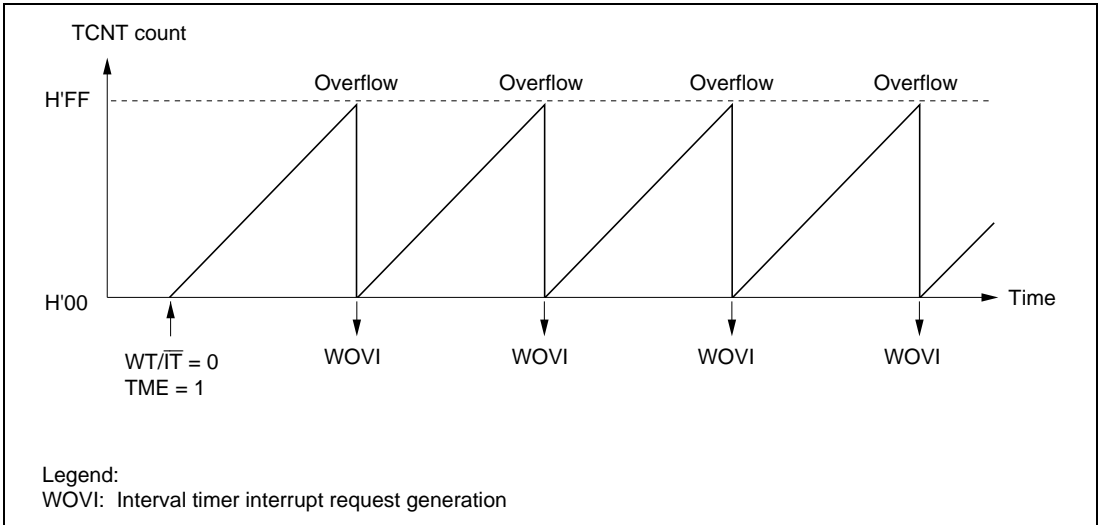 TCNT count
Overflow Overflow Overflow Overflow
H'FF
H'00
Time
WOVI WOVI WOVI WOVI
WT/I̅T̅ = 0
TME = 1
Legend:
WOVI: Interval timer interrupt request generation